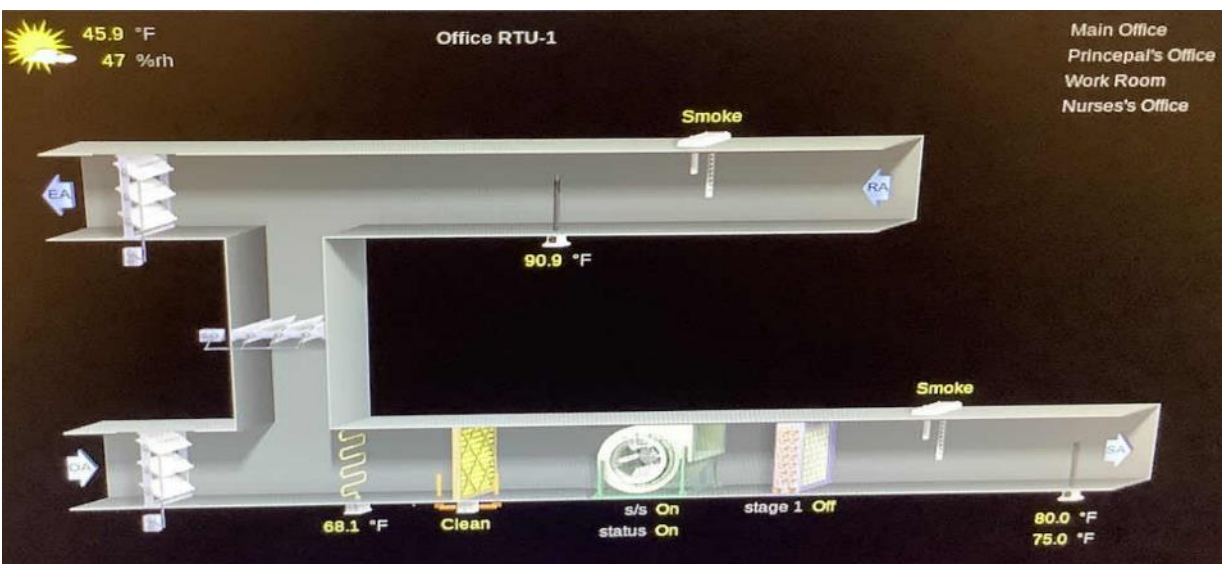 45.9 °F
47 %rh
Office RTU-1
Main Office
Princepal's Office
Work Room
Nurses's Office
Smoke
EA
RA
90.9 °F
Smoke
OA
SA
68.1 °F
Clean
s/s On
status On
stage 1 Off
80.0 °F
75.0 °F